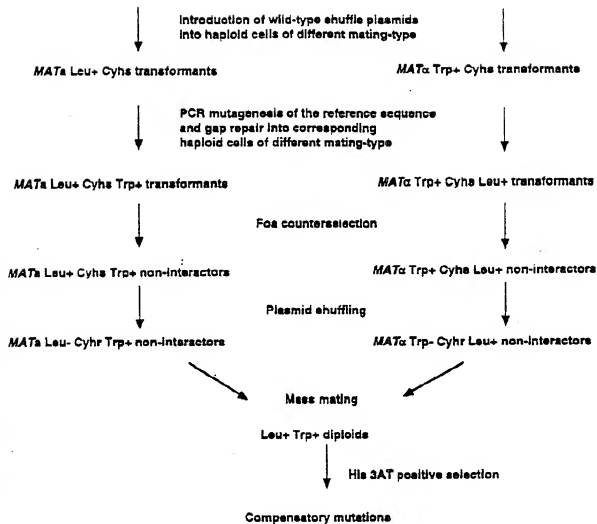 Introduction of wild-type shuffle plasmids
into haploid cells of different mating-type
MATa Leu+ Cyhs transformants
MATα Trp+ Cyhs transformants
PCR mutagenesis of the reference sequence
and gap repair into corresponding
haploid cells of different mating-type
MATa Leu+ Cyhs Trp+ transformants
MATα Trp+ Cyhs Leu+ transformants
Foa counterselection
MATa Leu+ Cyhs Trp+ non-interactors
MATα Trp+ Cyhs Leu+ non-interactors
Plasmid shuffling
MATa Leu- Cyhr Trp+ non-interactors
MATα Trp- Cyhr Leu+ non-interactors
Mass mating
Leu+ Trp+ diploids
His 3AT positive selection
Compensatory mutations